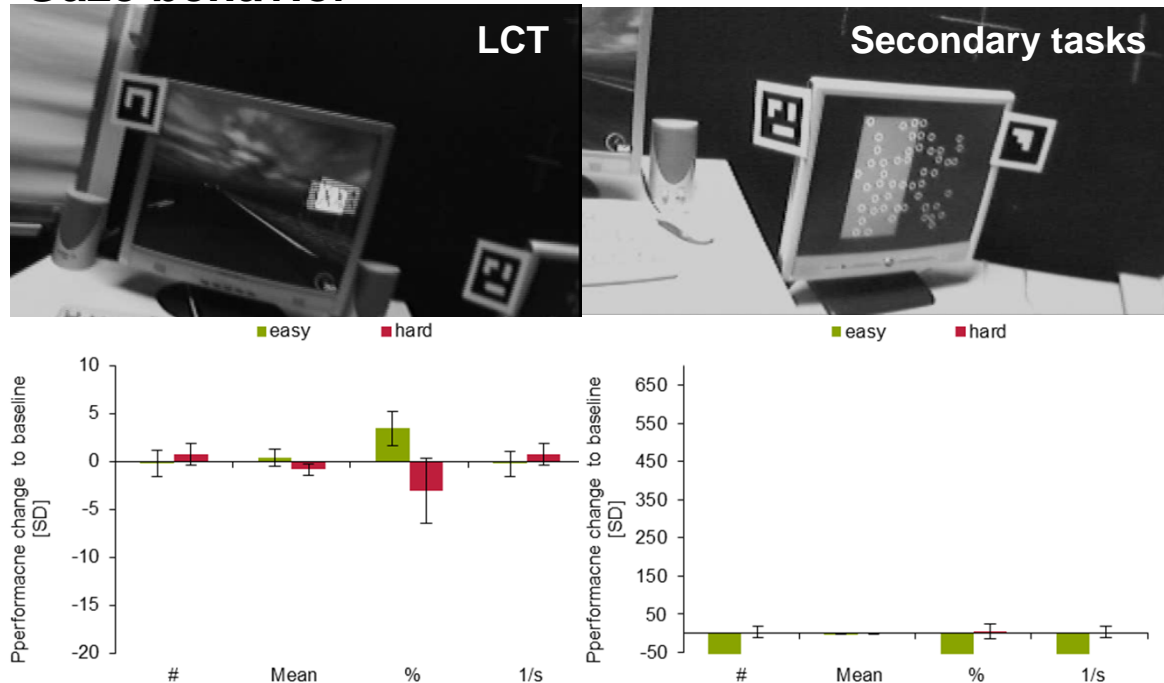 LCT
Secondary tasks
easy hard
easy hard
Pperformacne change to baseline
[SD]
10
5
0
-5
-10
-15
-20
# Mean % 1/s
Pperformacne change to baseline
[SD]
650
550
450
350
250
150
50
-50
# Mean % 1/s